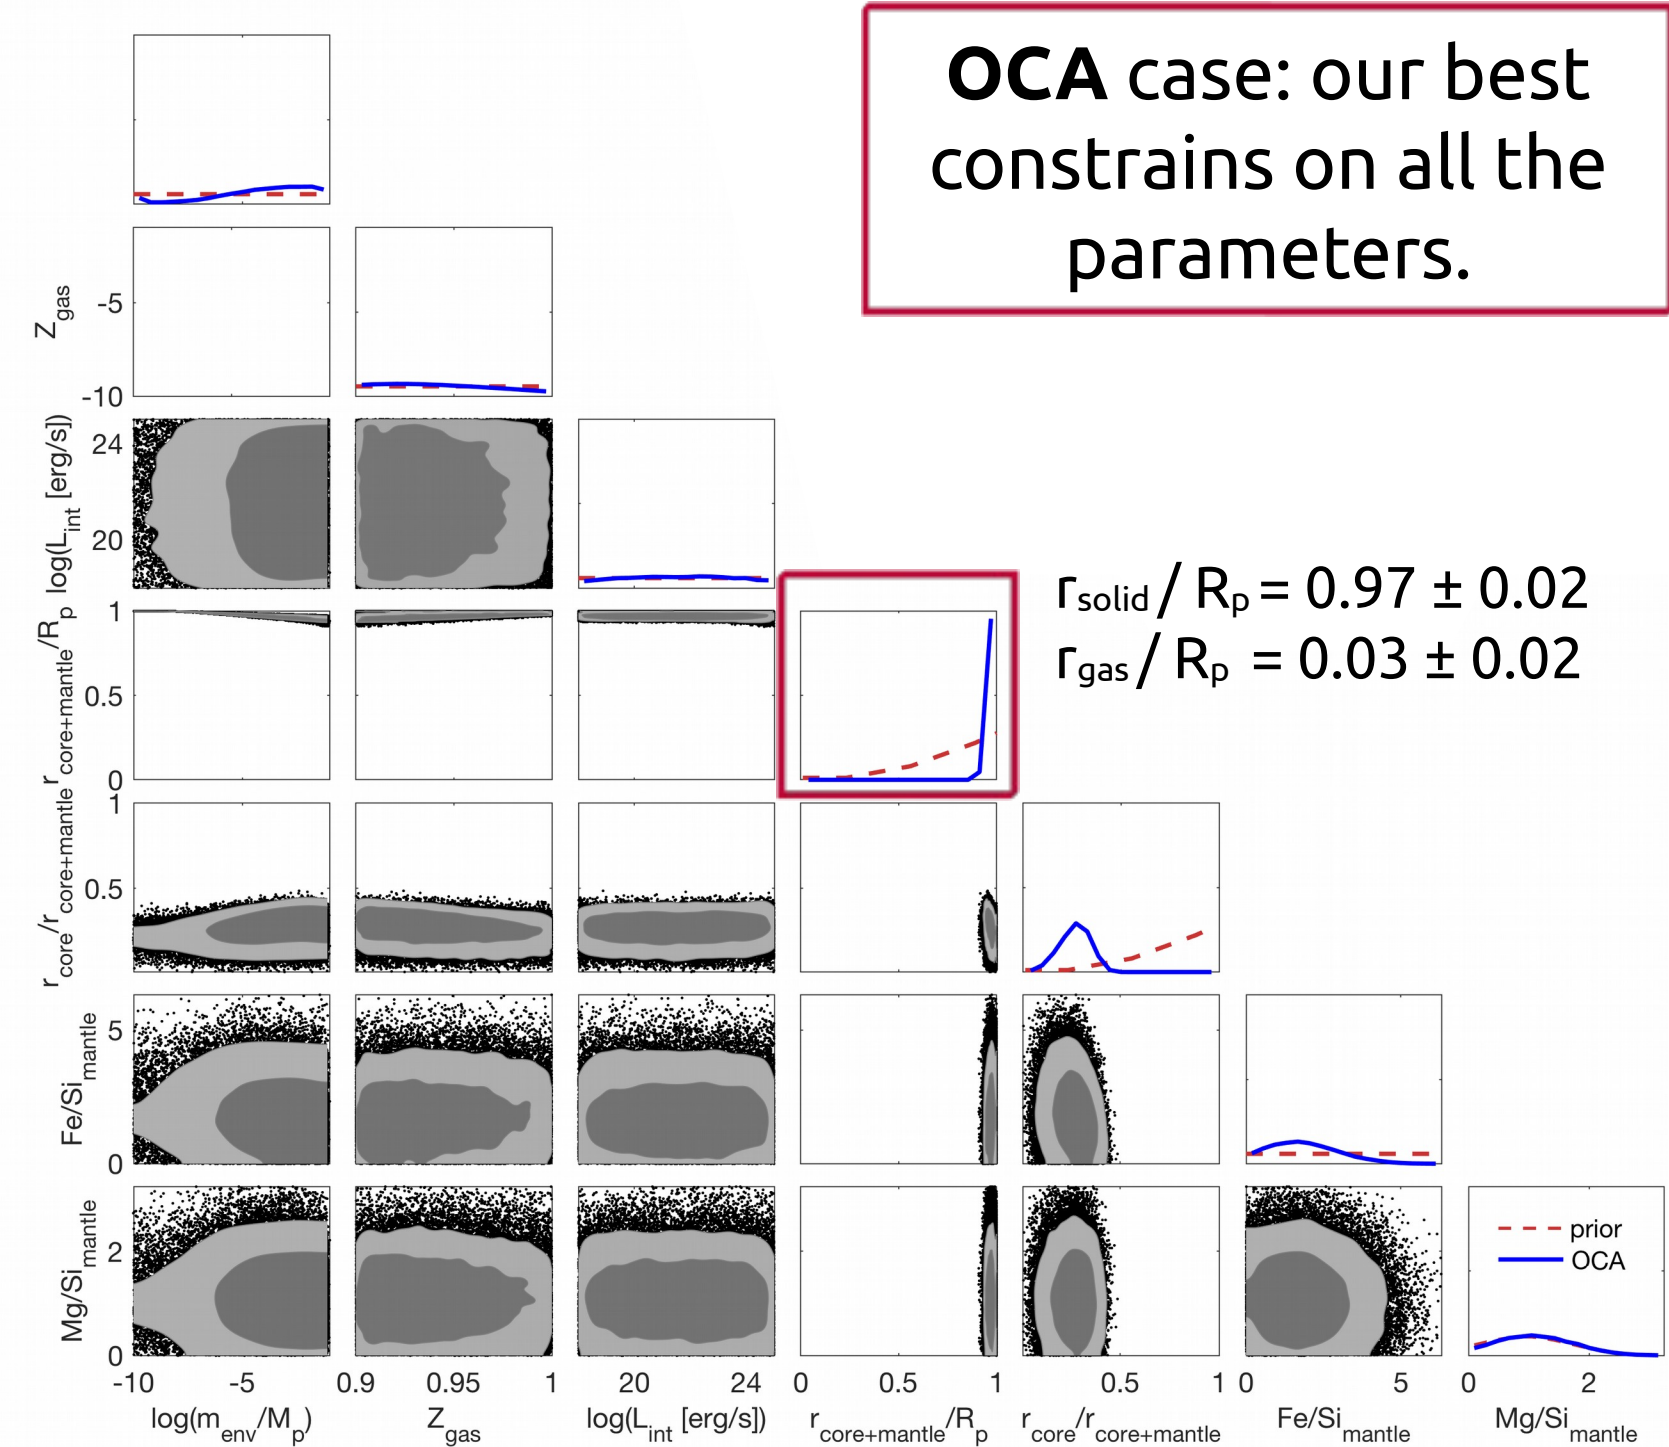 OCA case: our best
constrains on all the
parameters.
Z_gas
-5
-10
log(L_int [erg/s])
24
20
r_core+mantle/R_p
1
0.5
0
r_solid / R_p = 0.97 ± 0.02
r_gas / R_p = 0.03 ± 0.02
r_core/r_core+mantle
1
0.5
Fe/Si_mantle
5
0
Mg/Si_mantle
2
0
prior
OCA
-10 -5 0.9 0.95 1 20 24 0 0.5 1 0.5 1 0 5 0 2
log(m_env/M_p) Z_gas log(L_int [erg/s]) r_core+mantle/R_p r_core/r_core+mantle Fe/Si_mantle Mg/Si_mantle